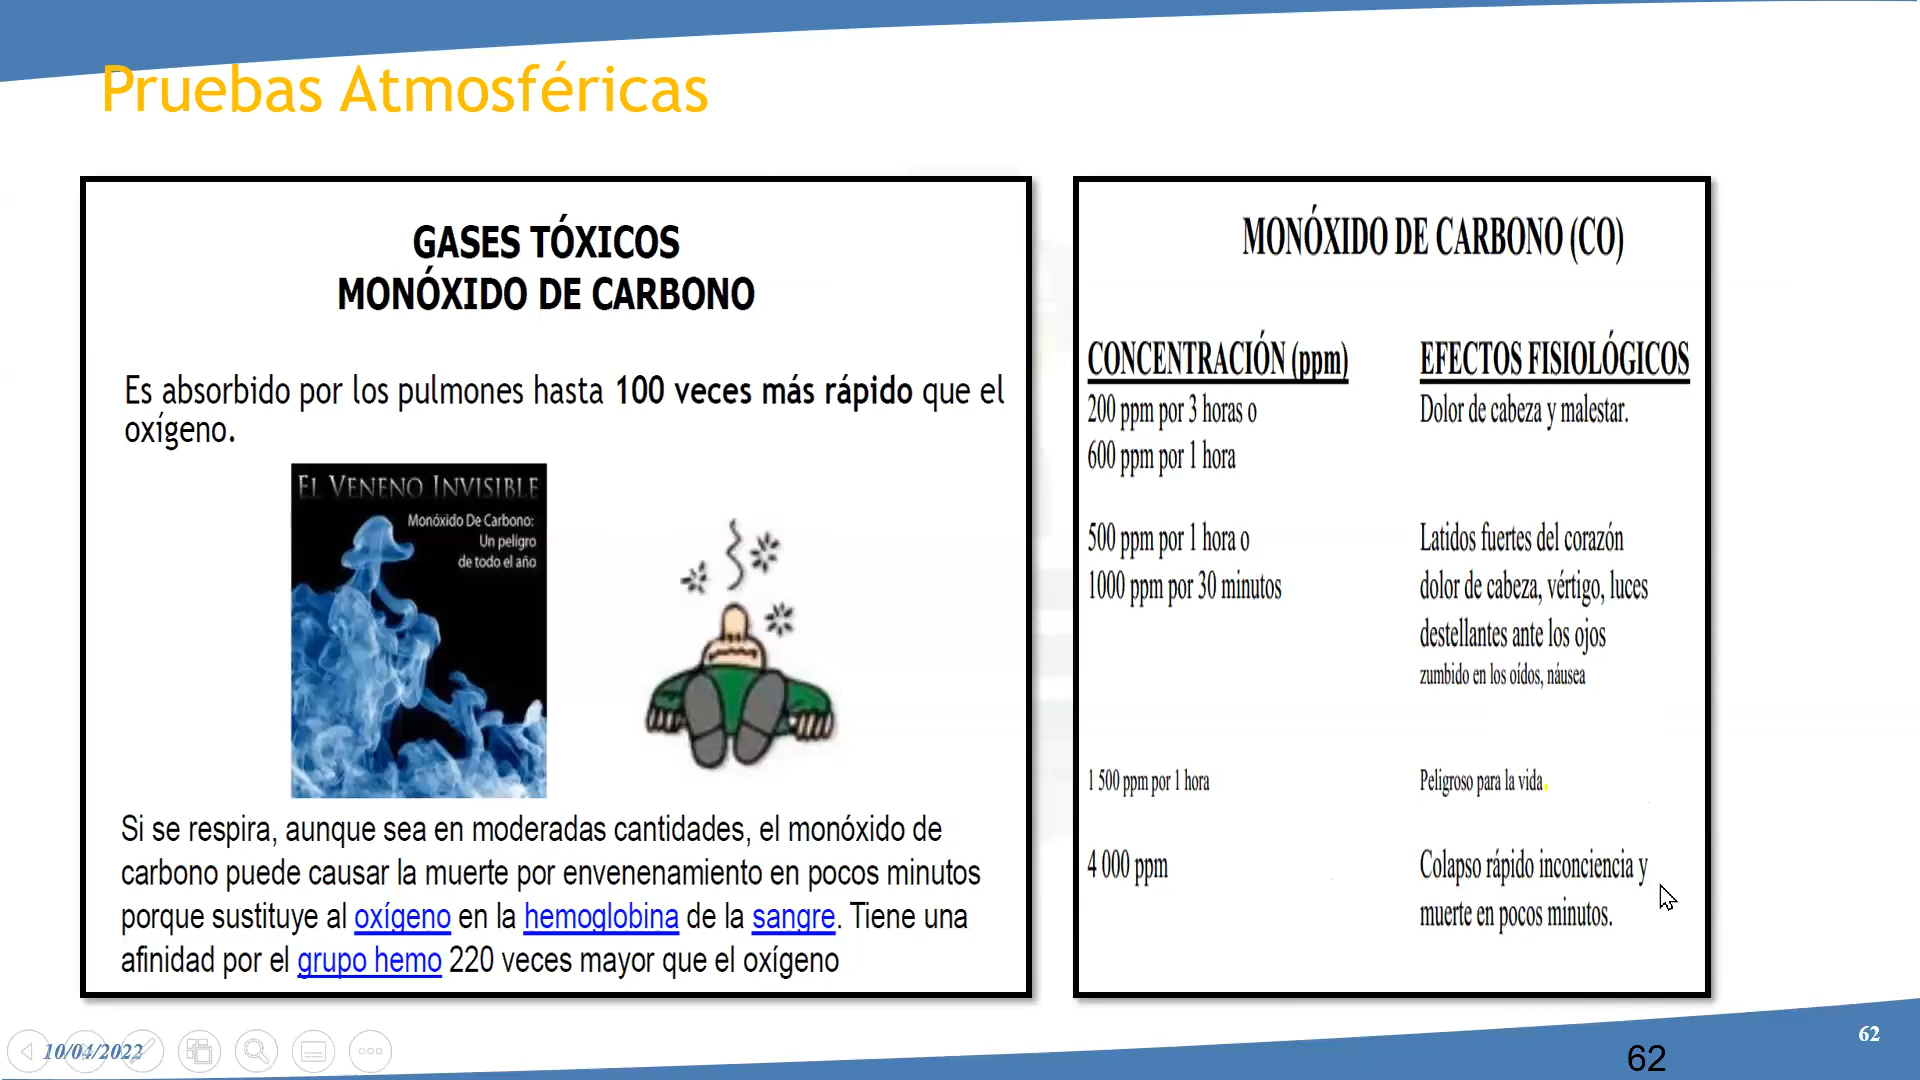 Pruebas Atmosféricas
GASES TÓXICOS
MONÓXIDO DE CARBONO
Es absorbido por los pulmones hasta 100 veces más rápido que el
oxígeno.
EL VENENO INVISIBLE
Monóxido De Carbono:
Un peligro
de todo el año
Si se respira, aunque sea en moderadas cantidades, el monóxido de
carbono puede causar la muerte por envenenamiento en pocos minutos
porque sustituye al oxígeno en la hemoglobina de la sangre. Tiene una
afinidad por el grupo hemo 220 veces mayor que el oxígeno
MONÓXIDO DE CARBONO (CO)
CONCENTRACIÓN (ppm) EFECTOS FISIOLÓGICOS
200 ppm por 3 horas o Dolor de cabeza y malestar.
600 ppm por 1 hora
500 ppm por 1 hora o Latidos fuertes del corazón
1000 ppm por 30 minutos dolor de cabeza, vértigo, luces
destellantes ante los ojos
zumbido en los oídos, náusea
1 500 ppm por 1 hora Peligroso para la vida.
4 000 ppm Colapso rápido inconciencia y
muerte en pocos minutos.
10/04/2022
62
62